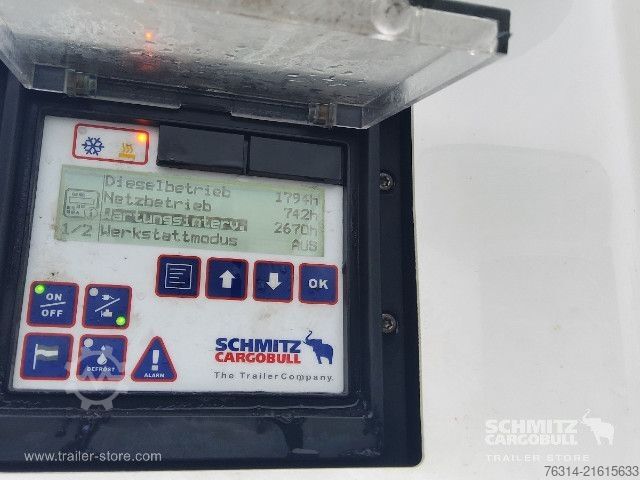 Dieselbetrieb 1794h
Netzbetrieb 742h
Wartungsinterv. 2670h
1/2 Werkstattmodus AUS
OK
ON
OFF
DEFROST
ALARM
SCHMITZ
CARGOBULL
The Trailer Company.
SCHMITZ
CARGOBULL
TRAILER STORE
www.trailer-store.com
76314-21615633